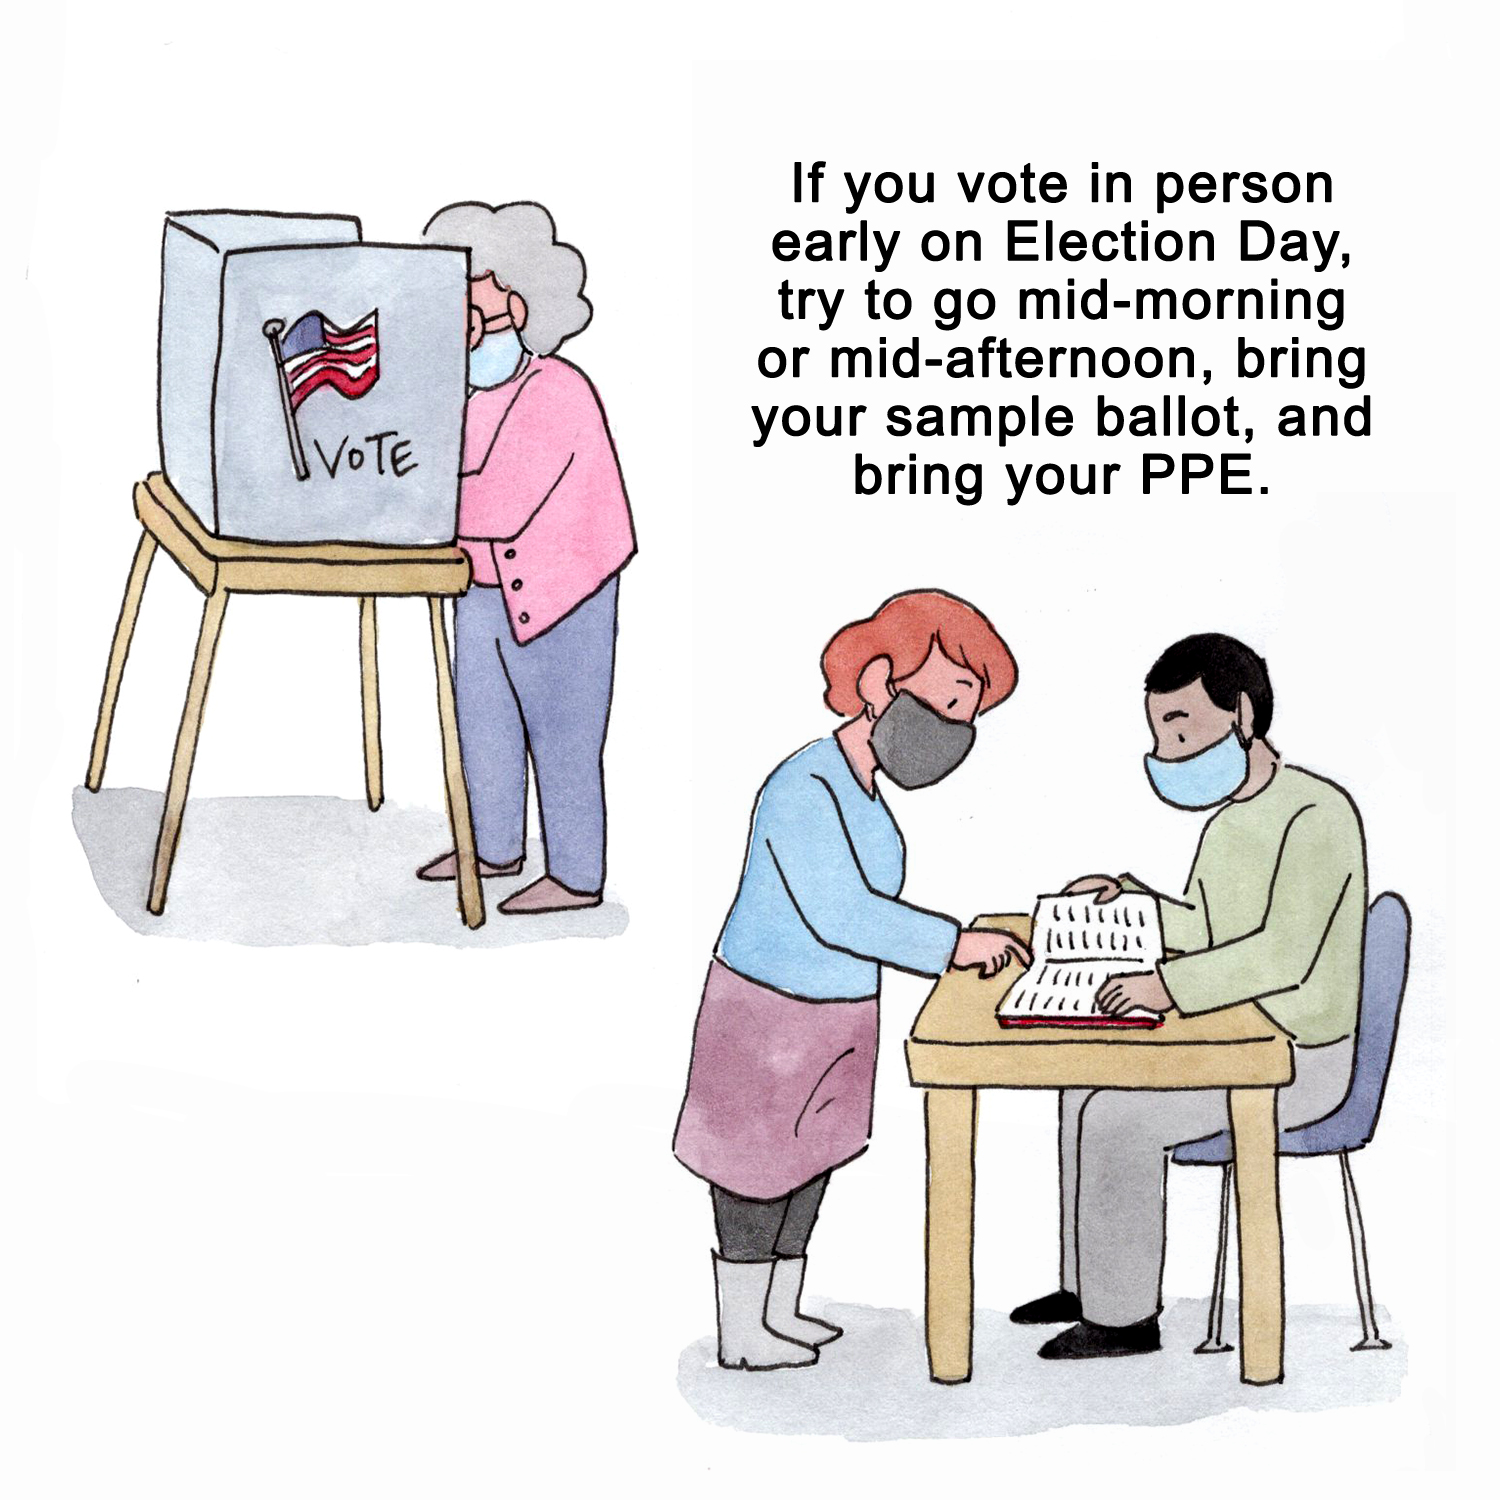 If you vote in person
early on Election Day,
try to go mid-morning
or mid-afternoon, bring
your sample ballot, and
bring your PPE.
VOTE